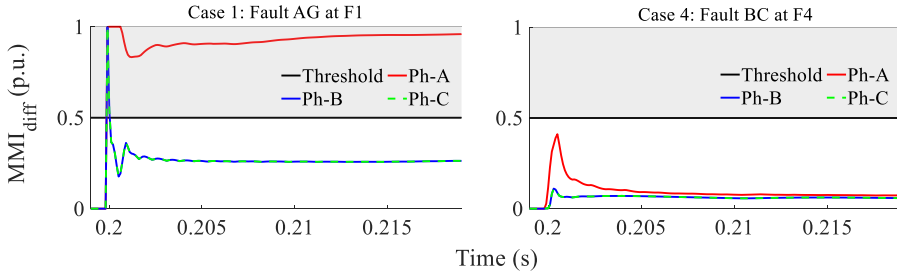 Case 1: Fault AG at F1
Case 4: Fault BC at F4
MMI_diff (p.u.)
1
0.5
0
Threshold
Ph-A
Ph-B
Ph-C
0.2
0.205
0.21
0.215
1
0.5
0
Threshold
Ph-A
Ph-B
Ph-C
0.2
0.205
0.21
0.215
Time (s)